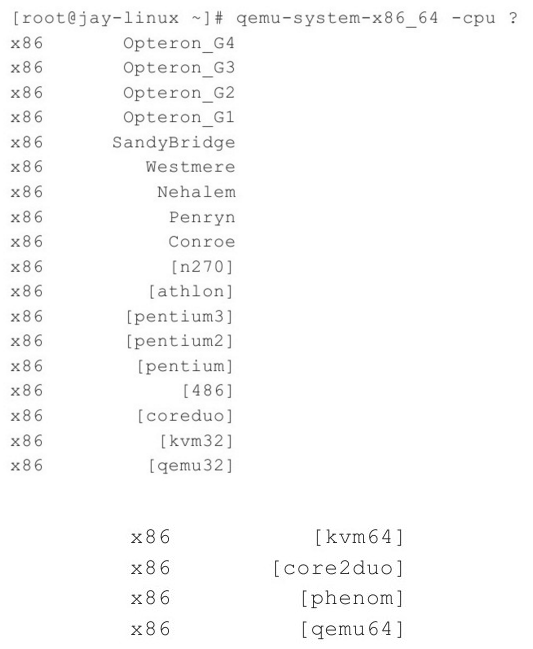 [root@jay-linux ~]# qemu-system-x86_64 -cpu ?
x86 Opteron_G4
x86 Opteron_G3
x86 Opteron_G2
x86 Opteron_G1
x86 SandyBridge
x86 Westmere
x86 Nehalem
x86 Penryn
x86 Conroe
x86 [n270]
x86 [athlon]
x86 [pentium3]
x86 [pentium2]
x86 [pentium]
x86 [486]
x86 [coreduo]
x86 [kvm32]
x86 [qemu32]
x86 [kvm64]
x86 [core2duo]
x86 [phenom]
x86 [qemu64]